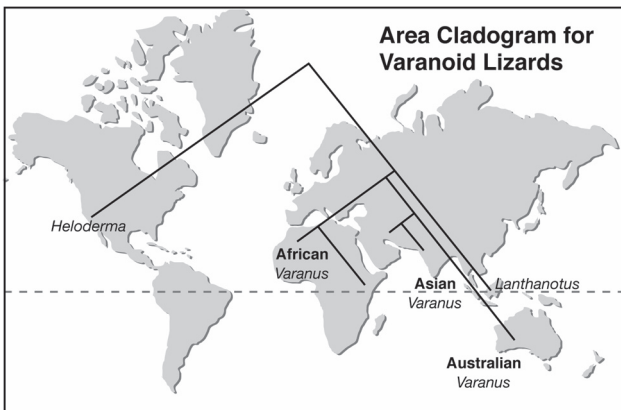 Area Cladogram for
Varanoid Lizards
Heloderma
African
Varanus
Asian
Varanus
Lanthanotus
Australian
Varanus